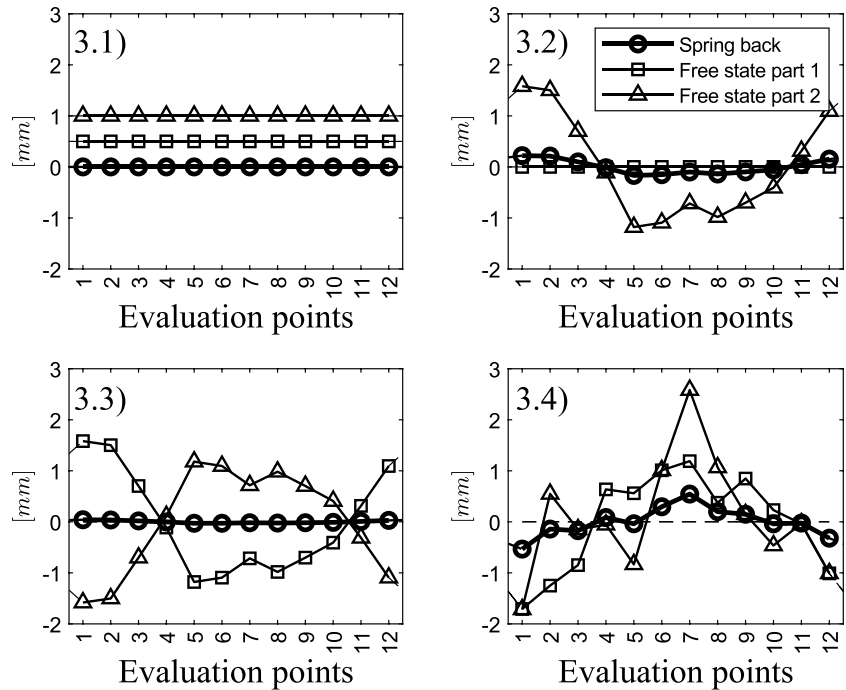 3.1)
3
2
1
0
-1
-2
[mm]
1 2 3 4 5 6 7 8 9 10 11 12
Evaluation points
3.2)
Spring back
Free state part 1
Free state part 2
3
2
1
0
-1
-2
[mm]
1 2 3 4 5 6 7 8 9 10 11 12
Evaluation points
3.3)
3
2
1
0
-1
-2
[mm]
1 2 3 4 5 6 7 8 9 10 11 12
Evaluation points
3.4)
3
2
1
0
-1
-2
[mm]
1 2 3 4 5 6 7 8 9 10 11 12
Evaluation points